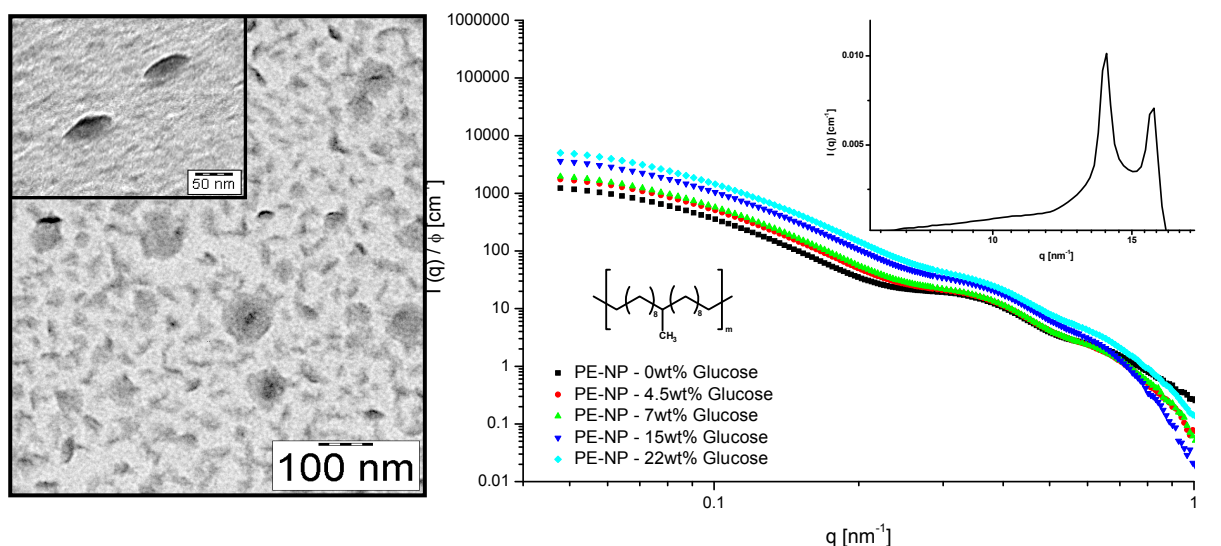 50 nm
100 nm
1000000
100000
10000
1000
100
10
1
0.1
0.01
I (q) / ϕ [cm
0.1
1
q [nm-1]
8
8
CH3
m
PE-NP - 0wt% Glucose
PE-NP - 4.5wt% Glucose
PE-NP - 7wt% Glucose
PE-NP - 15wt% Glucose
PE-NP - 22wt% Glucose
0.010
0.005
I (q) [cm-1]
10
15
q [nm-1]